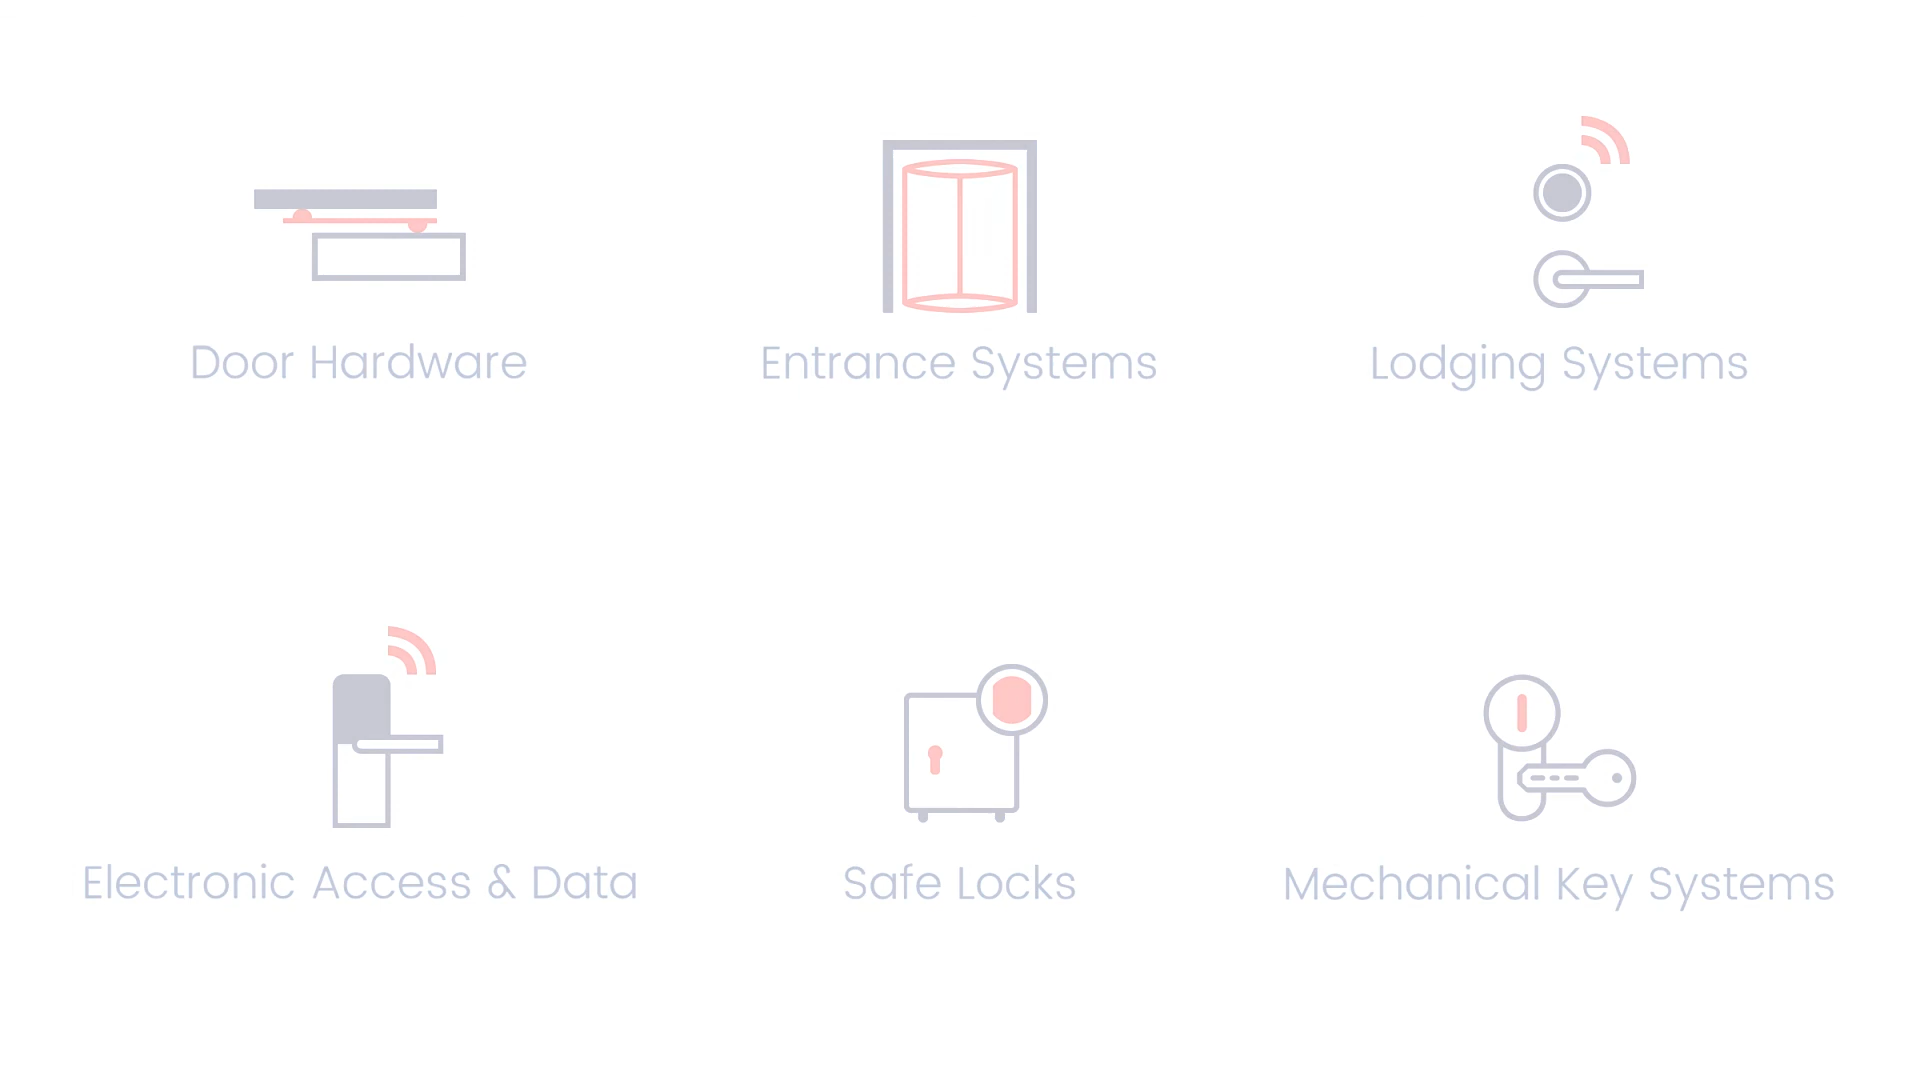 Door Hardware
Entrance Systems
Lodging Systems
Electronic Access & Data
Safe Locks
Mechanical Key Systems